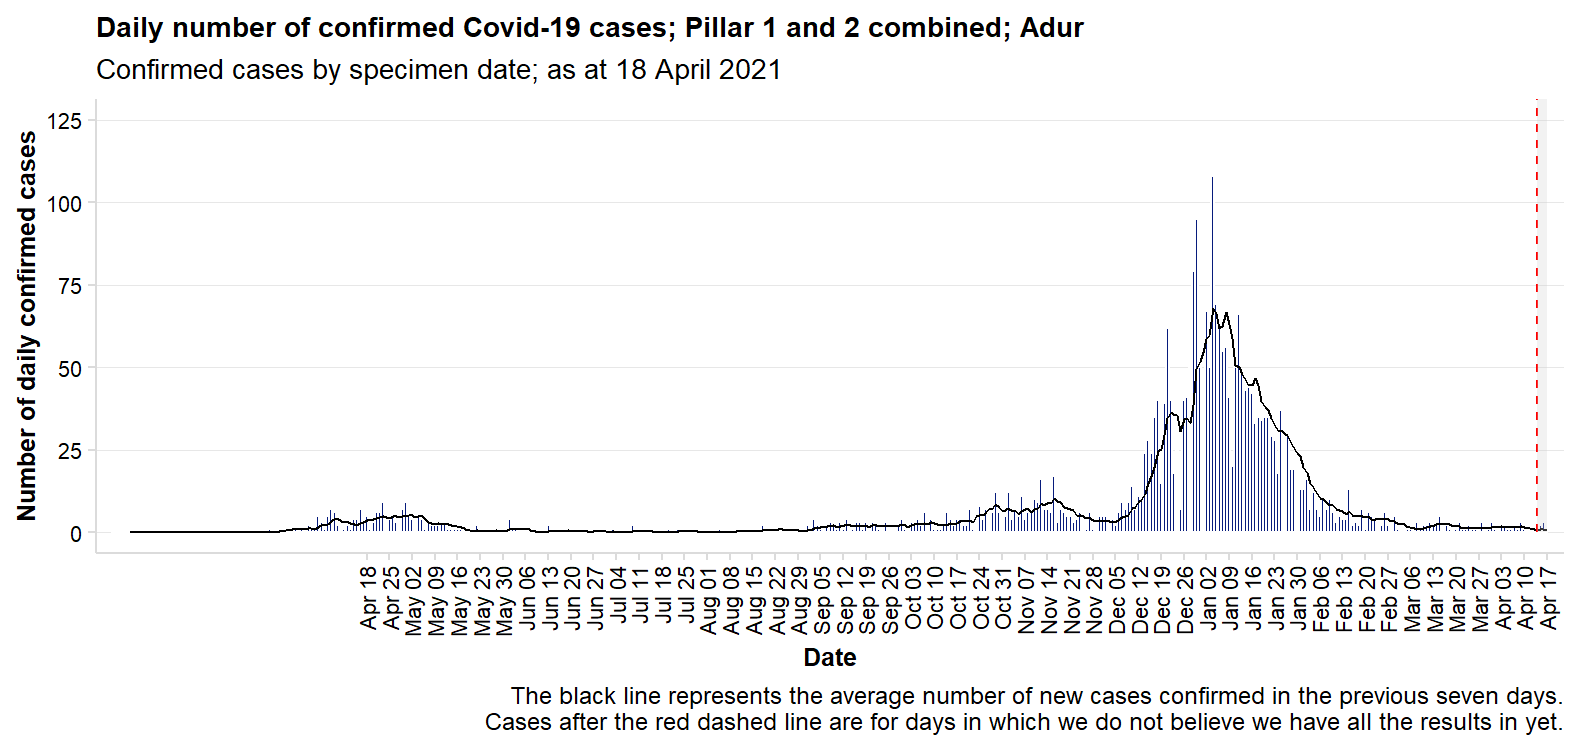 Daily number of confirmed Covid-19 cases; Pillar 1 and 2 combined; Adur
Confirmed cases by specimen date; as at 18 April 2021
Number of daily confirmed cases
125
100
75
50
25
0
Apr 18
Apr 25
May 02
May 09
May 16
May 23
May 30
Jun 06
Jun 13
Jun 20
Jun 27
Jul 04
Jul 11
Jul 18
Jul 25
Aug 01
Aug 08
Aug 15
Aug 22
Aug 29
Sep 05
Sep 12
Sep 19
Sep 26
Oct 03
Oct 10
Oct 17
Oct 24
Oct 31
Nov 07
Nov 14
Nov 21
Nov 28
Dec 05
Dec 12
Dec 19
Dec 26
Jan 02
Jan 09
Jan 16
Jan 23
Jan 30
Feb 06
Feb 13
Feb 20
Feb 27
Mar 06
Mar 13
Mar 20
Mar 27
Apr 03
Apr 10
Apr 17
Date
The black line represents the average number of new cases confirmed in the previous seven days.
Cases after the red dashed line are for days in which we do not believe we have all the results in yet.